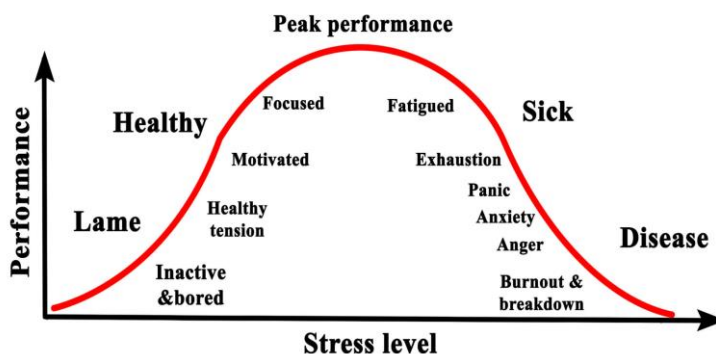 Peak performance
Performance
Lame
Healthy
Inactive
&bored
Healthy
tension
Motivated
Focused
Fatigued
Exhaustion
Panic
Anxiety
Anger
Burnout &
breakdown
Sick
Disease
Stress level